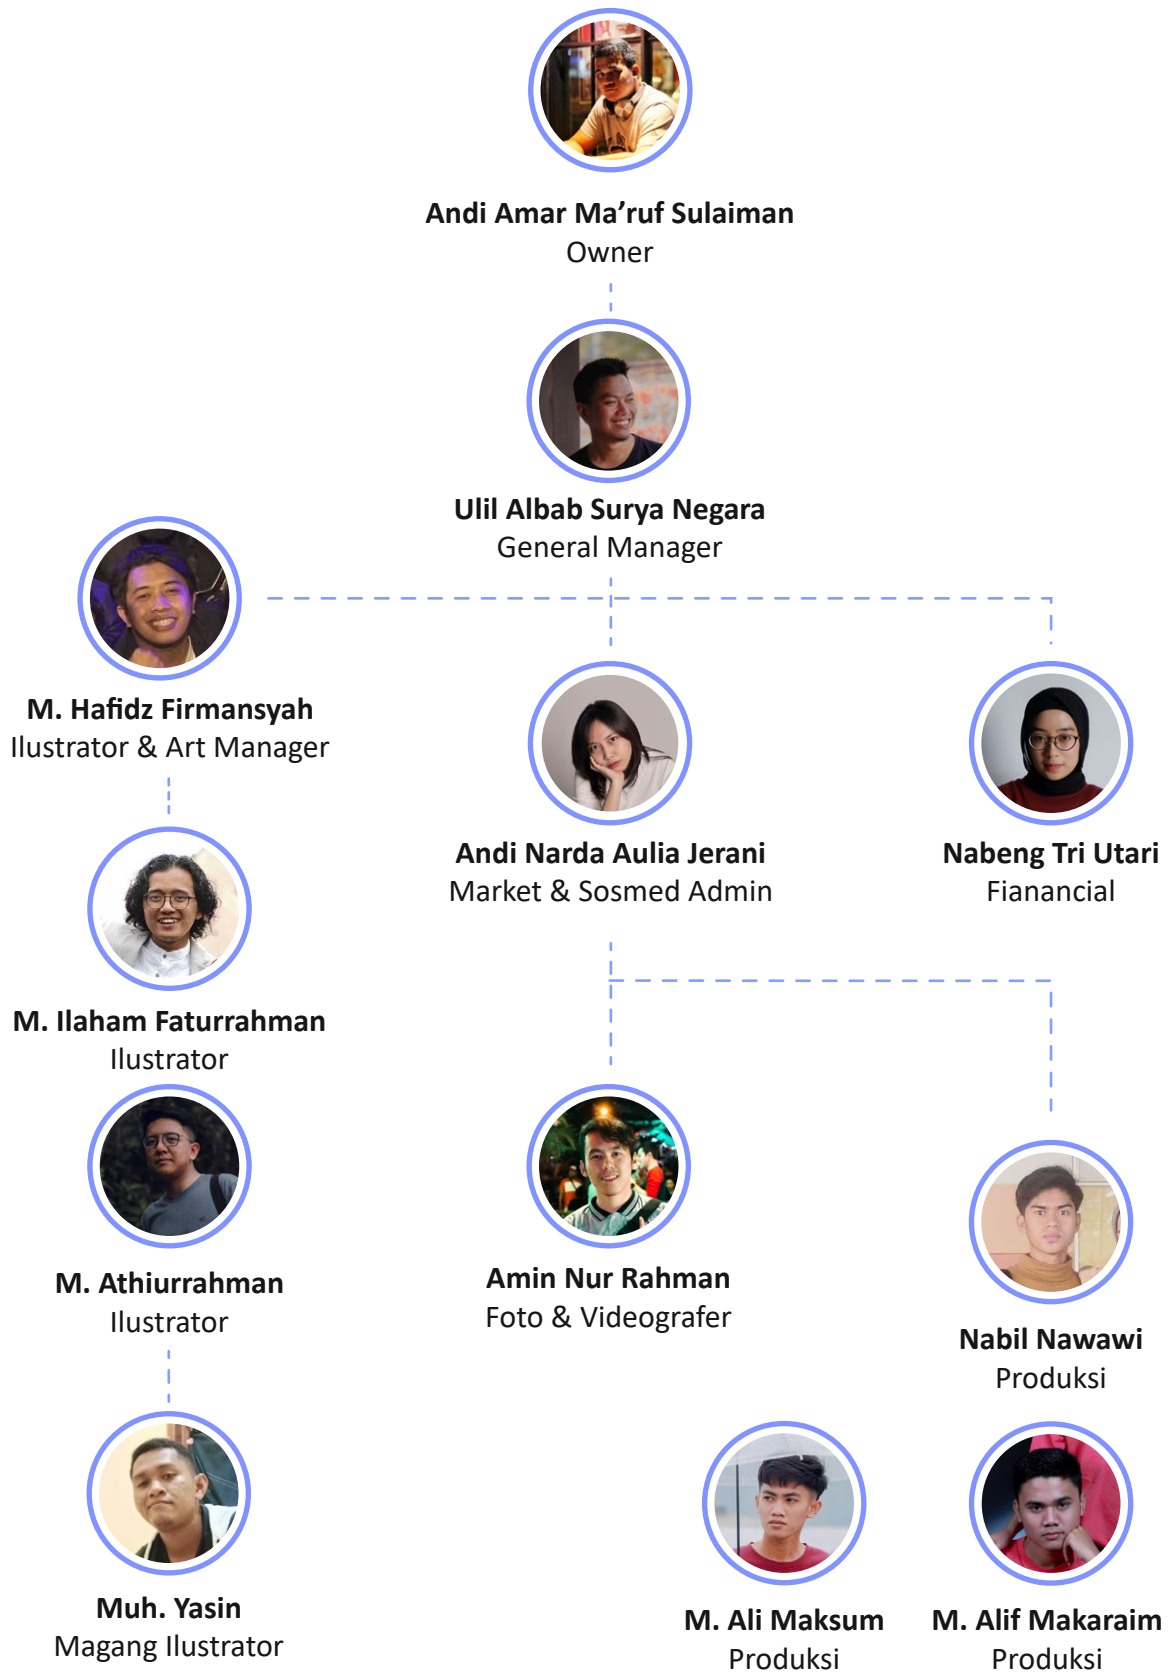 Andi Amar Ma’ruf Sulaiman
Owner
Ulil Albab Surya Negara
General Manager
M. Hafidz Firmansyah
Ilustrator & Art Manager
Andi Narda Aulia Jerani
Market & Sosmed Admin
Nabeng Tri Utari
Fianancial
M. Ilaham Faturrahman
Ilustrator
M. Athiurrahman
Ilustrator
Amin Nur Rahman
Foto & Videografer
Nabil Nawawi
Produksi
Muh. Yasin
Magang Ilustrator
M. Ali Maksum
Produksi
M. Alif Makaraim
Produksi